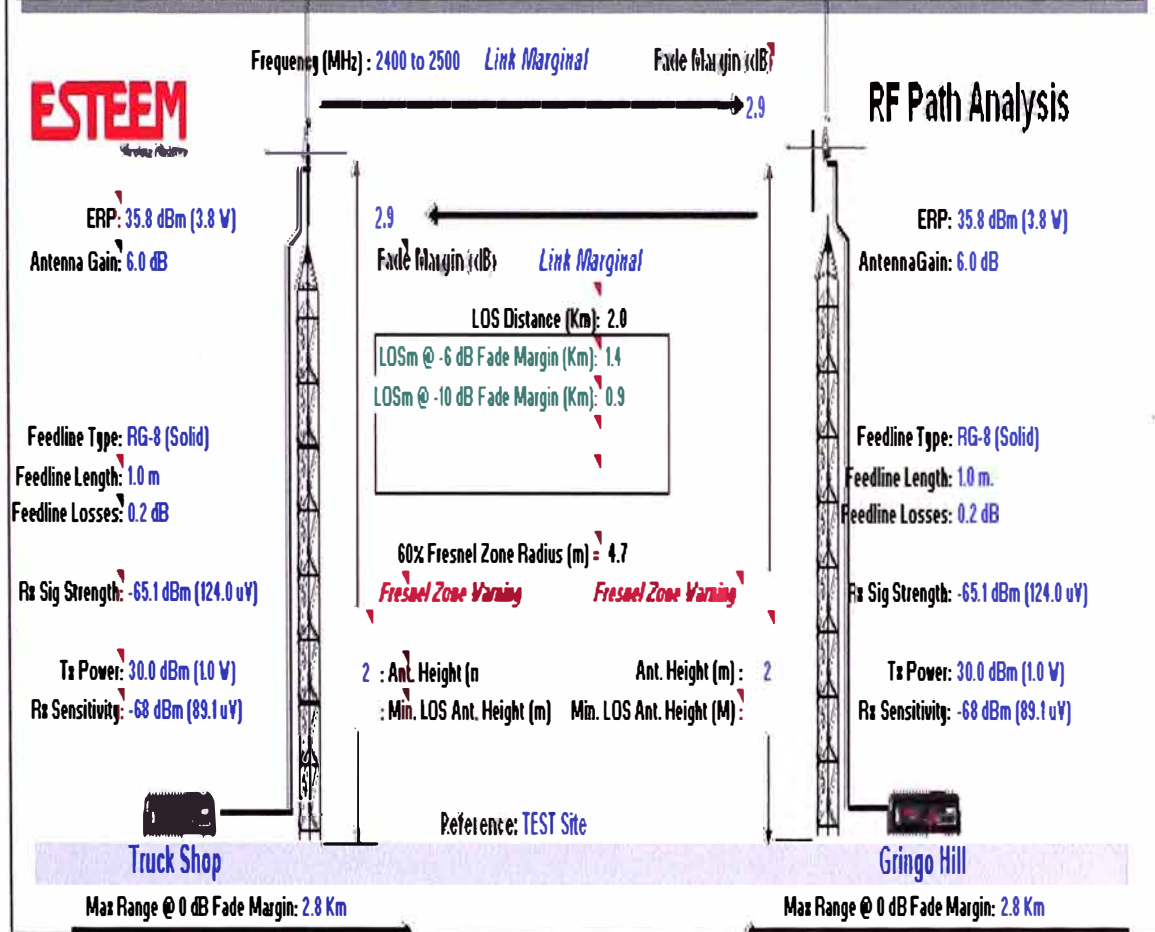 Frequency (MHz) : 2400 to 2500 Link Marginal Fade Margin (dB)
2.9
ESTEEM
RF Path Analysis
ERP: 35.8 dBm (3.8 W)
2.9
ERP: 35.8 dBm (3.8 W)
Antenna Gain: 6.0 dB
Fade Margin (dB) Link Marginal
AntennaGain: 6.0 dB
LOS Distance (Km): 2.0
LOSm @ -6 dB Fade Margin (Km): 1.4
LOSm @ -10 dB Fade Margin (Km): 0.9
Feedline Type: RG-8 (Solid)
Feedline Type: RG-8 (Solid)
Feedline Length: 1.0 m
Feedline Length: 1.0 m.
Feedline Losses: 0.2 dB
Feedline Losses: 0.2 dB
60% Fresnel Zone Radius (m) = 4.7
Fresnel Zone Warning Fresnel Zone Warning
Rx Sig Strength: -65.1 dBm (124.0 uV)
Rx Sig Strength: -65.1 dBm (124.0 uV)
Tx Power: 30.0 dBm (1.0 W)
2 : Ant. Height (m
Ant. Height (m) : 2
Tx Power: 30.0 dBm (1.0 W)
Rx Sensitivity: -68 dBm (89.1 uV)
: Min. LOS Ant. Height (m) Min. LOS Ant. Height (M) :
Rx Sensitivity: -68 dBm (89.1 uV)
Reference: TEST Site
Truck Shop
Gringo Hill
Max Range @ 0 dB Fade Margin: 2.8 Km
Max Range @ 0 dB Fade Margin: 2.8 Km